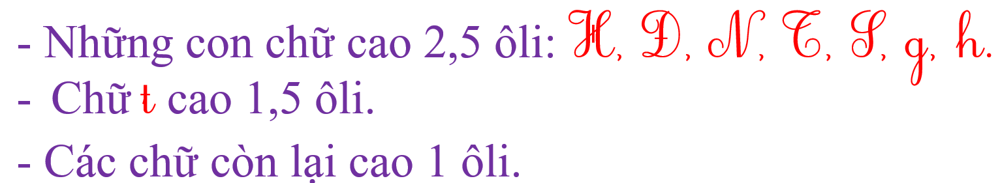 - Những con chữ cao 2,5 ôli: H, Đ, N, T, S, g, h.
- Chữ t cao 1,5 ôli.
- Các chữ còn lại cao 1 ôli.